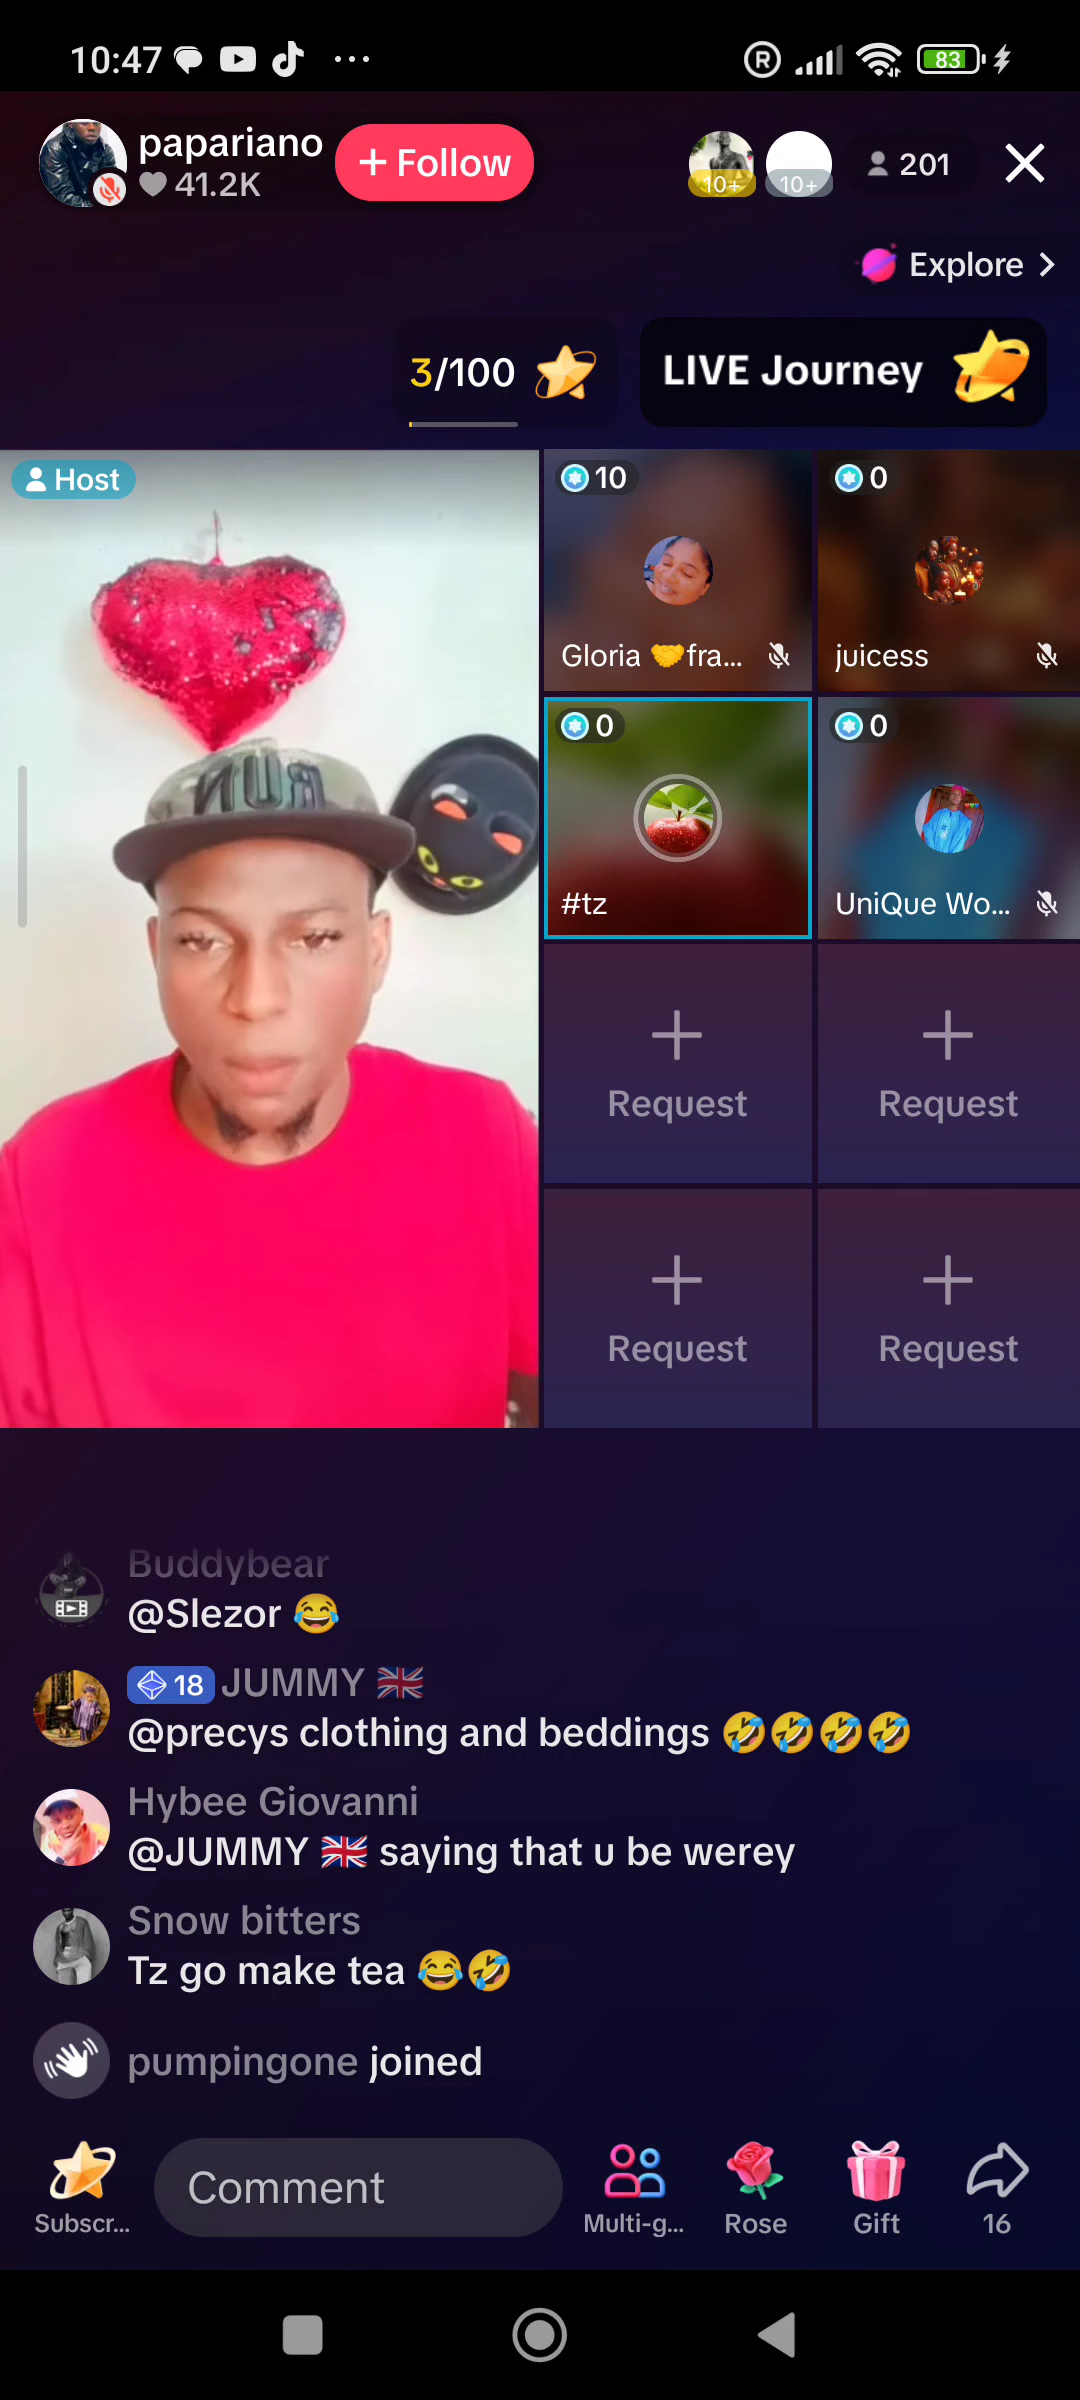 10:47
83
papariano
41.2K
+ Follow
10+
10+
201
Explore
3/100
LIVE Journey
Host
RUN
10
Gloria 🤝fra...
0
juicess
0
#tz
0
UniQue Wo...
Request
Request
Request
Request
Buddybear
@Slezor 😂
18 JUMMY 🇬🇧
@precys clothing and beddings 🤣🤣🤣🤣
Hybee Giovanni
@JUMMY 🇬🇧 saying that u be werey
Snow bitters
Tz go make tea 😂🤣
pumpingone joined
Subscr...
Comment
Multi-g...
Rose
Gift
16